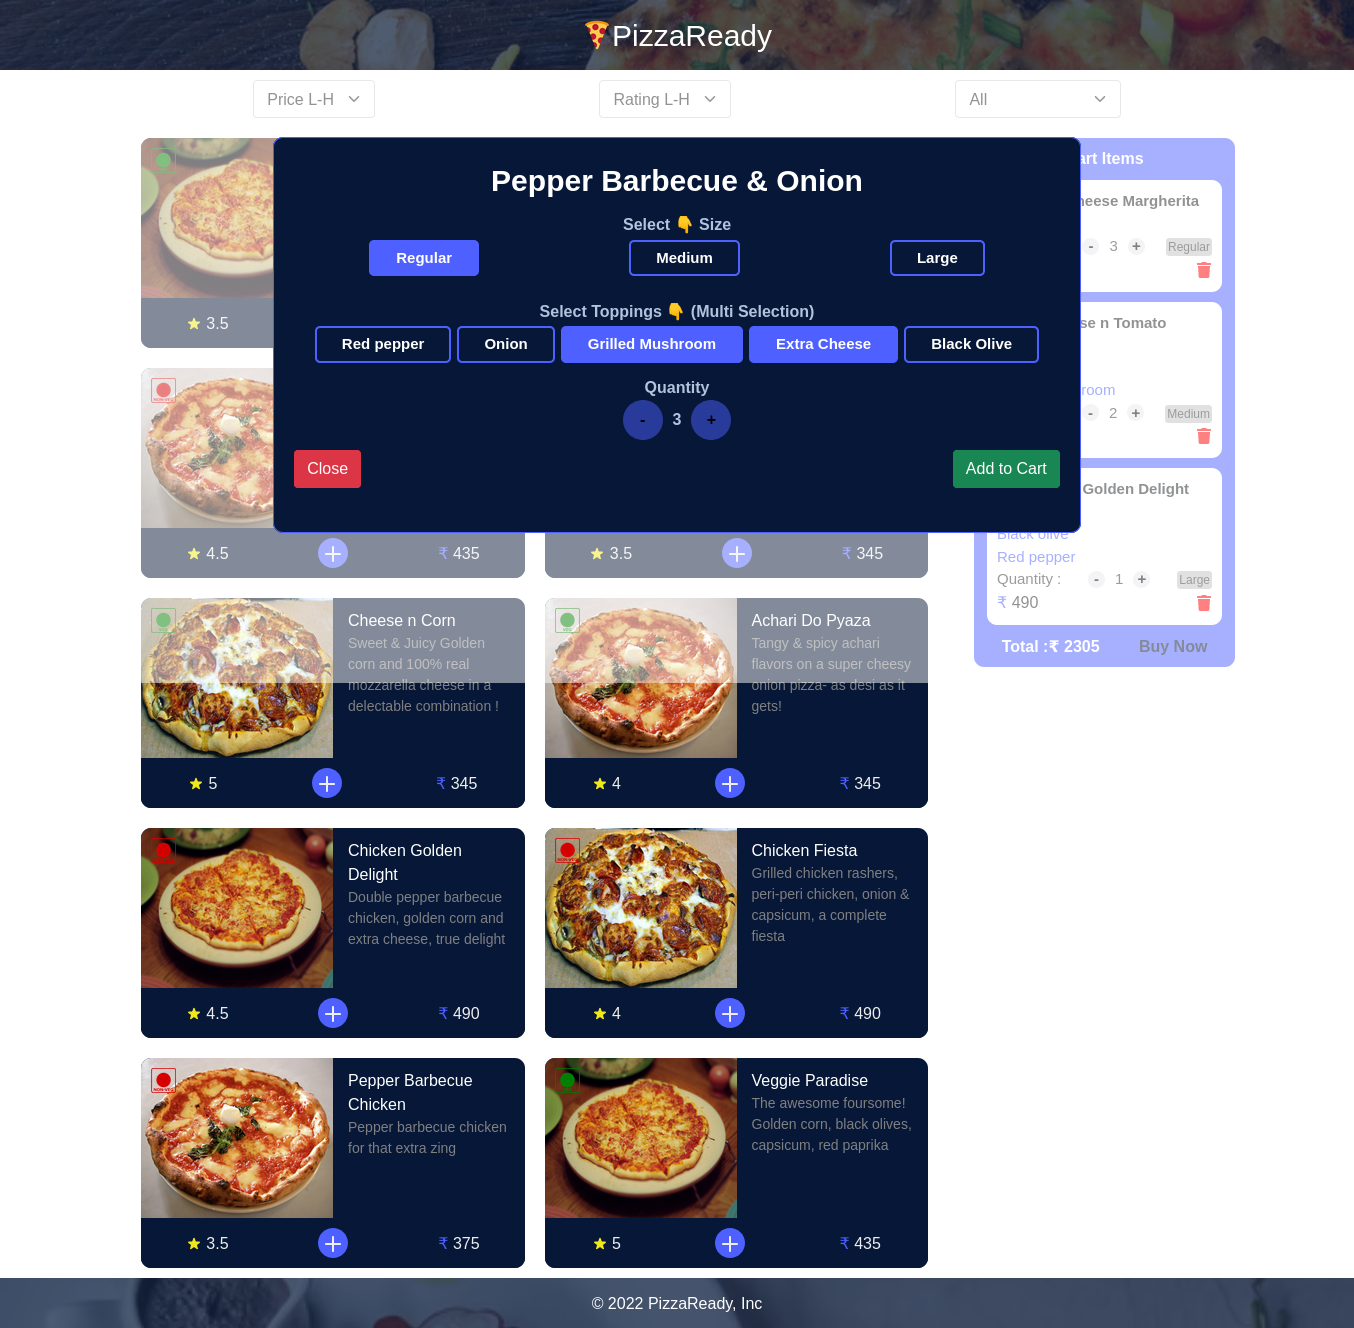 PizzaReady
Price L-H
Rating L-H
All
Pepper Barbecue & Onion
Select 👇 Size
Regular
Medium
Large
Select Toppings 👇 (Multi Selection)
Red pepper
Onion
Grilled Mushroom
Extra Cheese
Black Olive
Quantity
- 3 +
Close
Add to Cart
3.5
4.5
₹ 435
3.5
₹ 345
Cheese n Corn
Sweet & Juicy Golden
corn and 100% real
mozzarella cheese in a
delectable combination !
5
₹ 345
Achari Do Pyaza
Tangy & spicy achari
flavors on a super cheesy
onion pizza- as desi as it
gets!
4
₹ 345
Chicken Golden
Delight
Double pepper barbecue
chicken, golden corn and
extra cheese, true delight
4.5
₹ 490
Chicken Fiesta
Grilled chicken rashers,
peri-peri chicken, onion &
capsicum, a complete
fiesta
4
₹ 490
Pepper Barbecue
Chicken
Pepper barbecue chicken
for that extra zing
3.5
₹ 375
Veggie Paradise
The awesome foursome!
Golden corn, black olives,
capsicum, red paprika
5
₹ 435
Items
Margherita
- 3 +
Regular
n Tomato
- 2 +
Medium
Golden Delight
Black olive
Red pepper
Quantity : - 1 +
Large
₹ 490
Total :₹ 2305
Buy Now
© 2022 PizzaReady, Inc